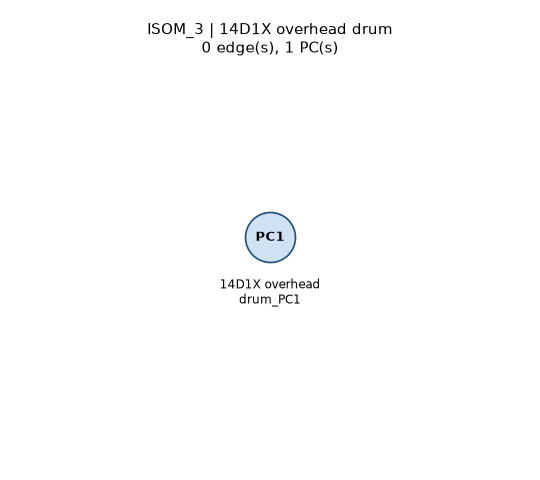 ISOM_3 | 14D1X overhead drum
0 edge(s), 1 PC(s)
PC1
14D1X overhead
drum_PC1